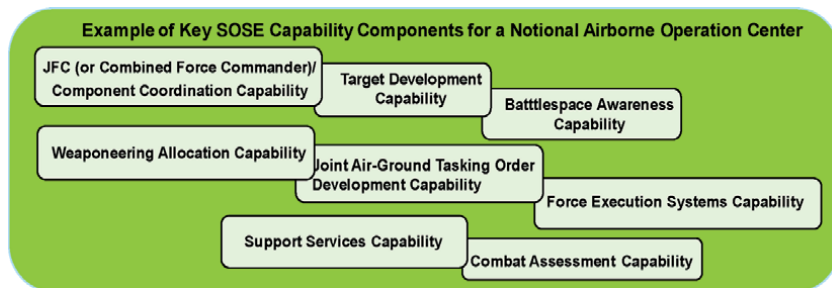 Example of Key SOSE Capability Components for a Notional Airborne Operation Center
JFC (or Combined Force Commander)/
Component Coordination Capability
Target Development
Capability
Batttlespace Awareness
Capability
Weaponeering Allocation Capability
Joint Air-Ground Tasking Order
Development Capability
Force Execution Systems Capability
Support Services Capability
Combat Assessment Capability